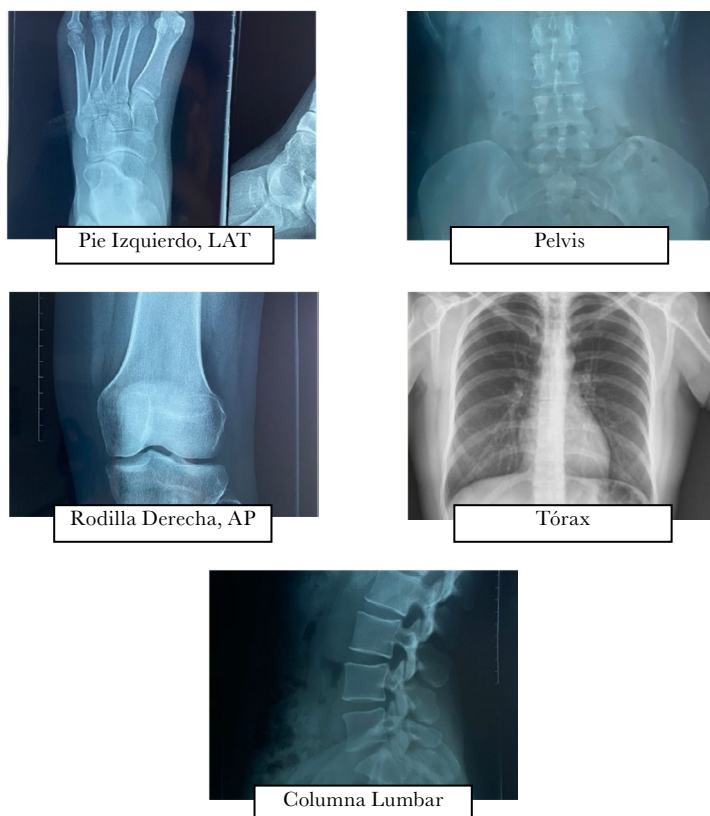 Pie Izquierdo, LAT
Pelvis
Rodilla Derecha, AP
Tórax
Columna Lumbar